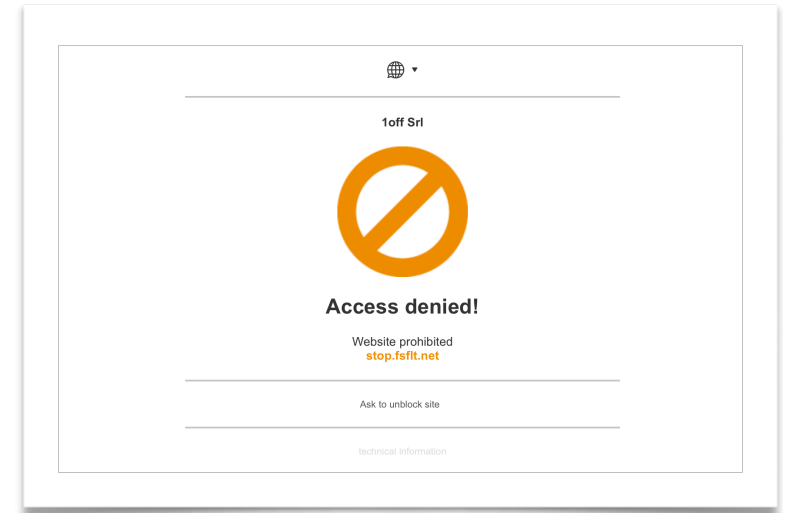 1off Srl
Access denied!
Website prohibited
stop.fsflt.net
Ask to unblock site
technical information